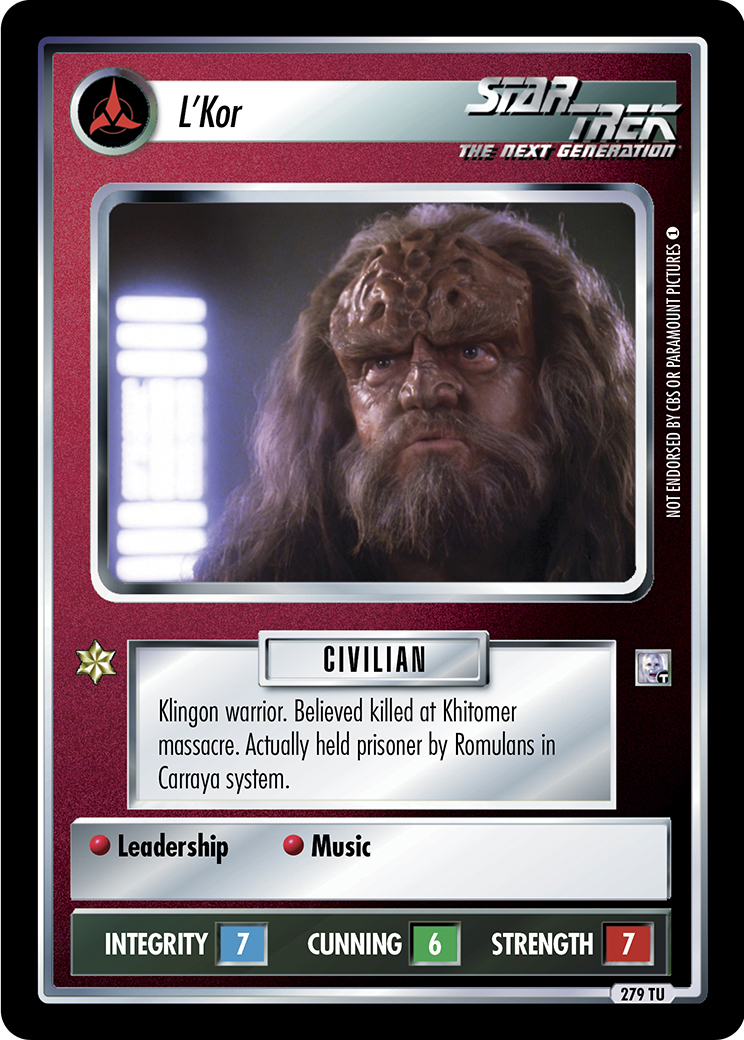 L'Kor
STAR TREK
THE NEXT GENERATION
NOT ENDORSED BY CBS OR PARAMOUNT PICTURES 1
CIVILIAN
T
Klingon warrior. Believed killed at Khitomer
massacre. Actually held prisoner by Romulans in
Carraya system.
Leadership Music
INTEGRITY 7 CUNNING 6 STRENGTH 7
279 TU